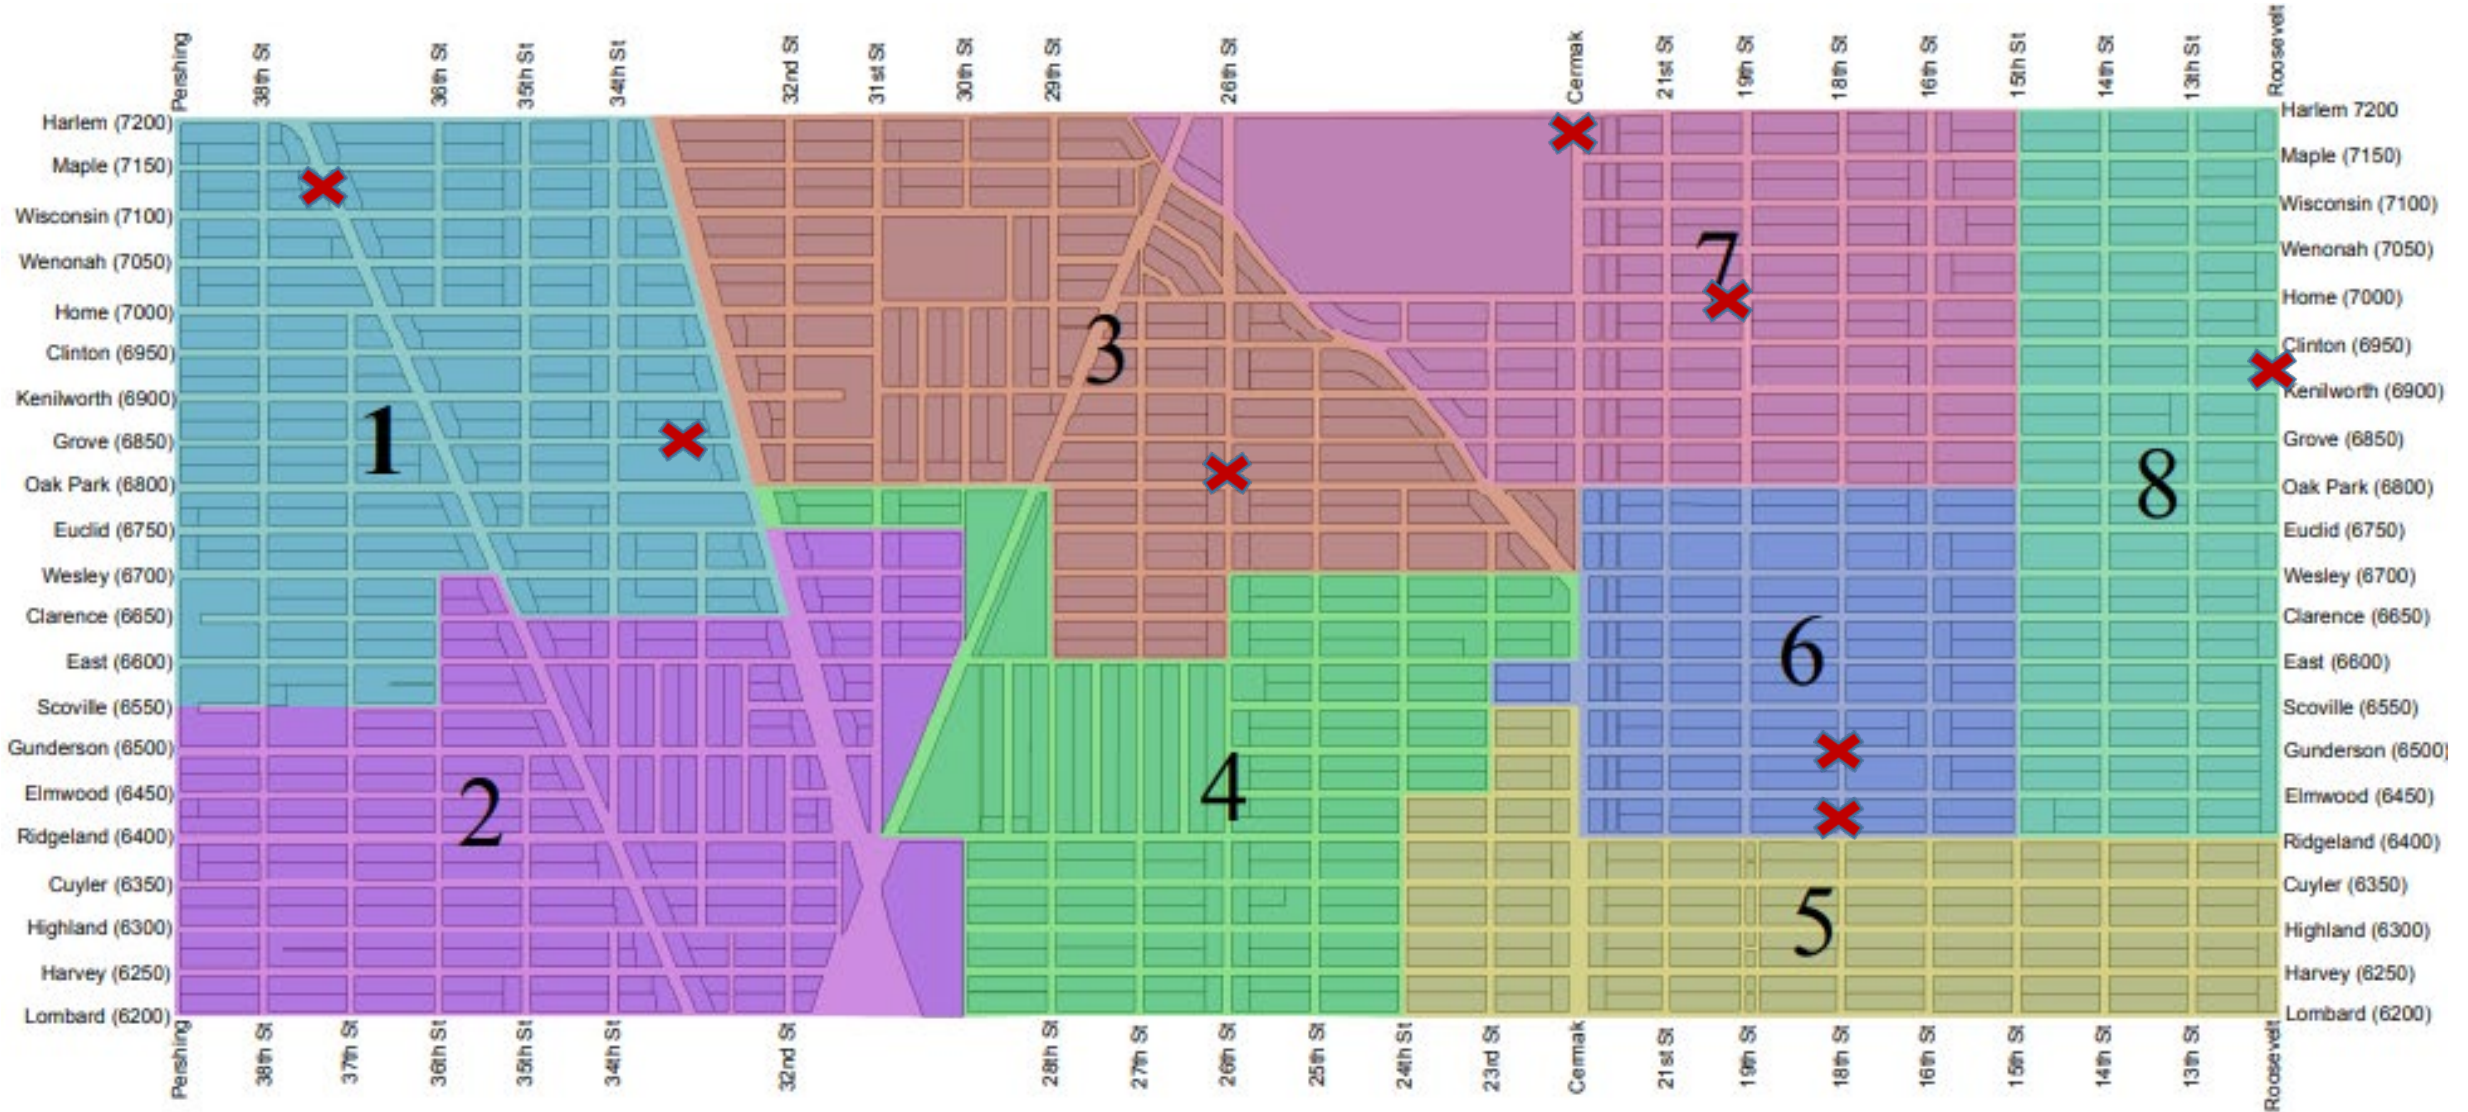 Pershing
38th St
36th St
35th St
34th St
32nd St
31st St
30th St
29th St
26th St
Cermak
21st St
19th St
18th St
16th St
15th St
14th St
13th St
Roosevelt
Harlem (7200)
Maple (7150)
Wisconsin (7100)
Wenonah (7050)
Home (7000)
Clinton (6950)
Kenilworth (6900)
Grove (6850)
Oak Park (6800)
Euclid (6750)
Wesley (6700)
Clarence (6650)
East (6600)
Scoville (6550)
Gunderson (6500)
Elmwood (6450)
Ridgeland (6400)
Cuyler (6350)
Highland (6300)
Harvey (6250)
Lombard (6200)
1
2
3
4
5
6
7
8
Harlem 7200
Maple (7150)
Wisconsin (7100)
Wenonah (7050)
Home (7000)
Clinton (6950)
Kenilworth (6900)
Grove (6850)
Oak Park (6800)
Euclid (6750)
Wesley (6700)
Clarence (6650)
East (6600)
Scoville (6550)
Gunderson (6500)
Elmwood (6450)
Ridgeland (6400)
Cuyler (6350)
Highland (6300)
Harvey (6250)
Lombard (6200)
Pershing
38th St
37th St
36th St
35th St
34th St
32nd St
28th St
27th St
26th St
25th St
24th St
23rd St
Cermak
21st St
19th St
18th St
16th St
15th St
14th St
13th St
Roosevelt